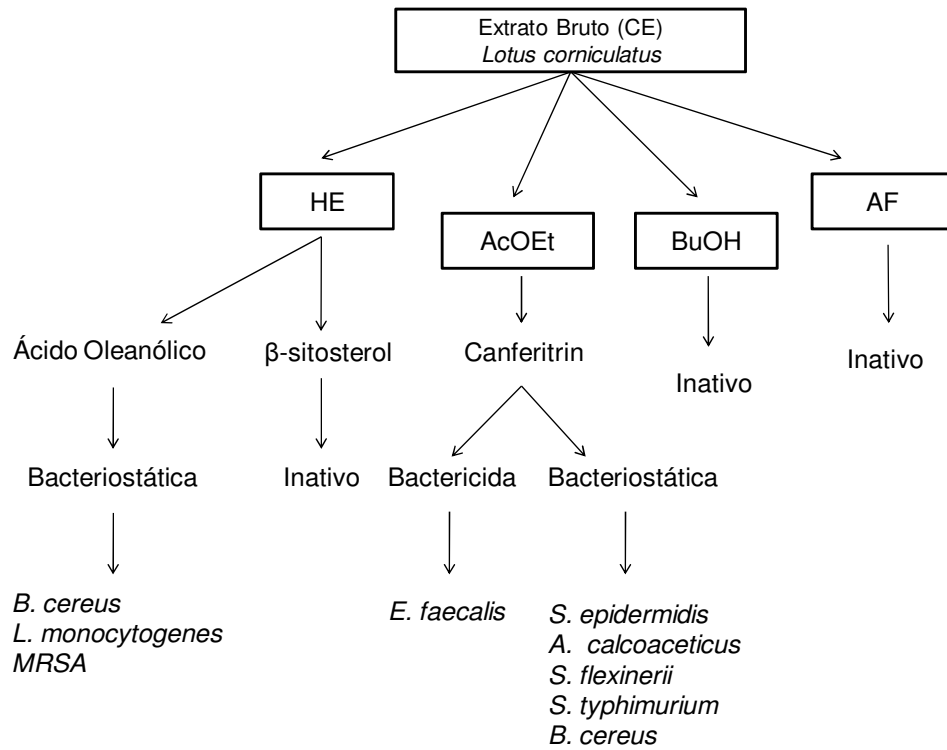 Extrato Bruto (CE)
Lotus corniculatus
HE
AcOEt
BuOH
AF
Ácido Oleanólico
β-sitosterol
Canferitrin
Inativo
Inativo
Bacteriostática
Inativo
Bactericida
Bacteriostática
B. cereus
L. monocytogenes
MRSA
E. faecalis
S. epidermidis
A. calcoaceticus
S. flexinerii
S. typhimurium
B. cereus